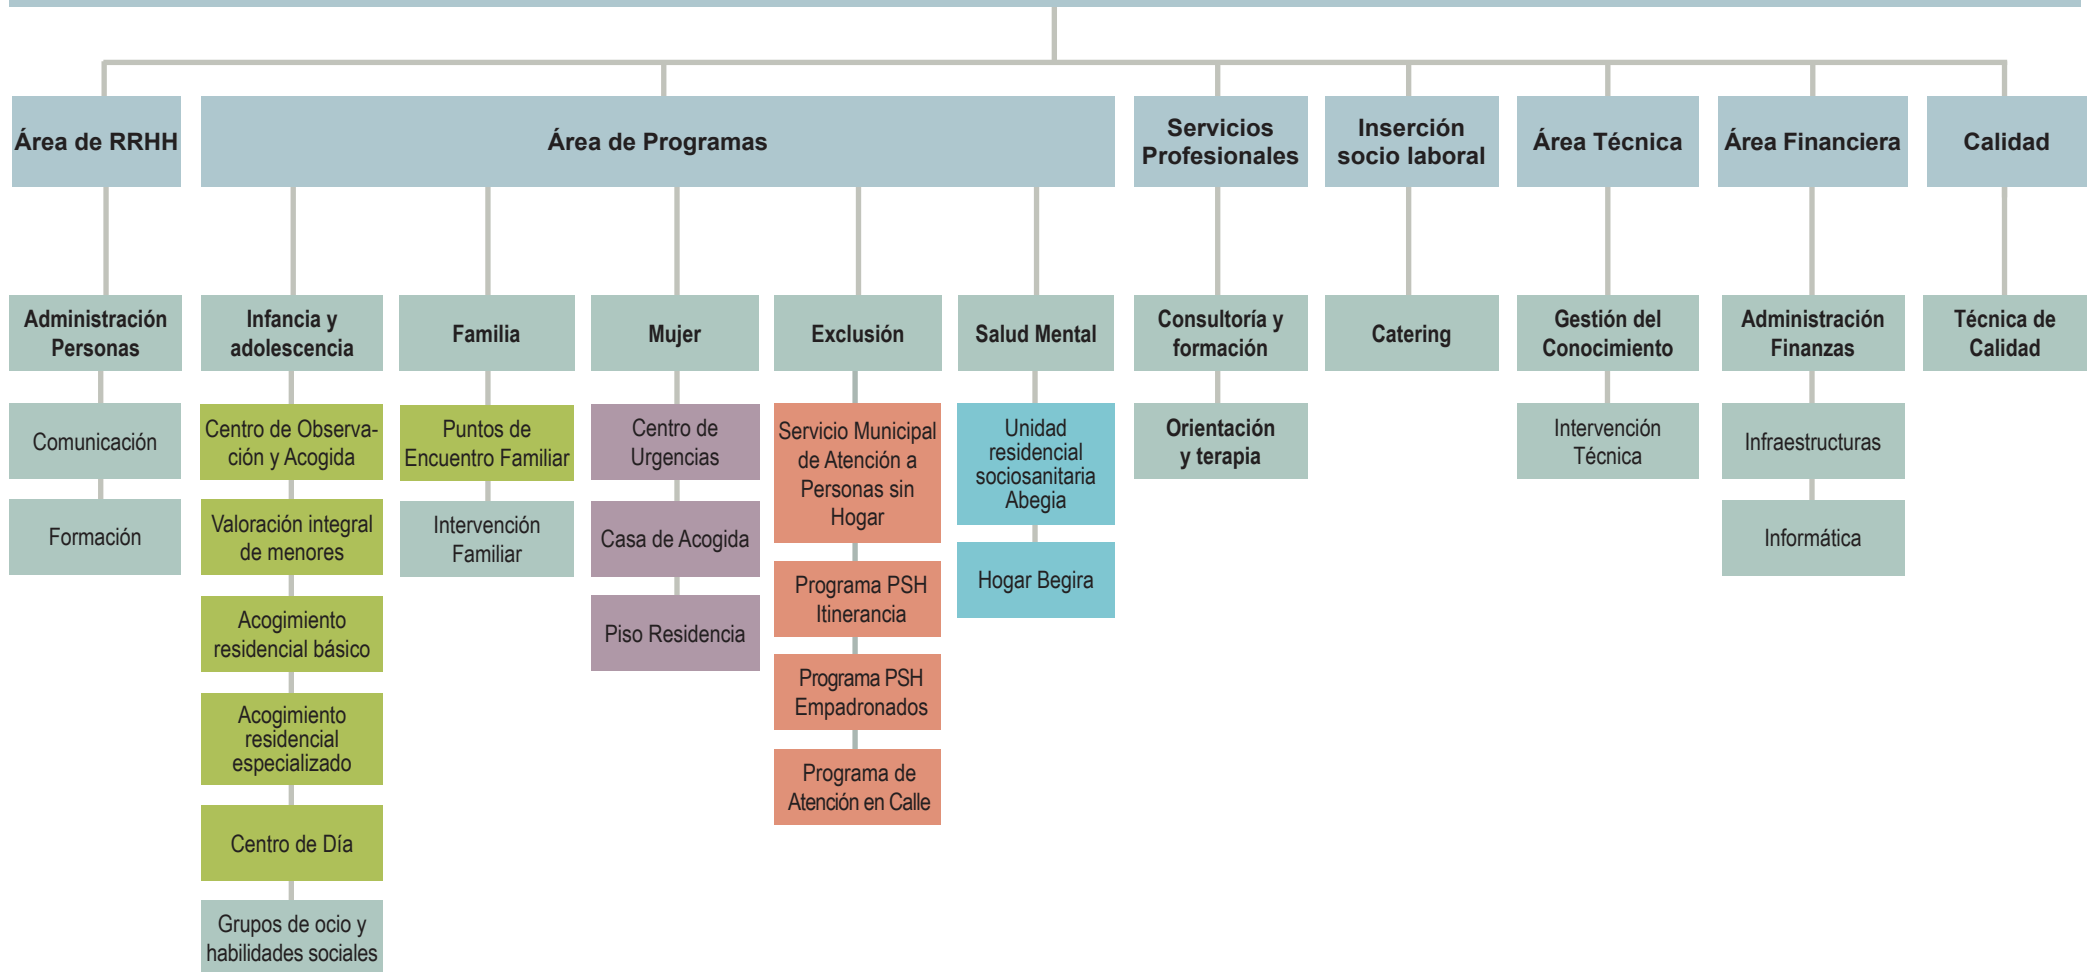 Área de RRHH
Área de Programas
Servicios
Profesionales
Inserción
socio laboral
Área Técnica
Área Financiera
Calidad
Administración
Personas
Infancia y
adolescencia
Familia
Mujer
Exclusión
Salud Mental
Consultoría y
formación
Catering
Gestión del
Conocimiento
Administración
Finanzas
Técnica de
Calidad
Comunicación
Formación
Centro de Observa-
ción y Acogida
Valoración integral
de menores
Acogimiento
residencial básico
Acogimiento
residencial
especializado
Centro de Día
Grupos de ocio y
habilidades sociales
Puntos de
Encuentro Familiar
Intervención
Familiar
Centro de
Urgencias
Casa de Acogida
Piso Residencia
Servicio Municipal
de Atención a
Personas sin
Hogar
Programa PSH
Itinerancia
Programa PSH
Empadronados
Programa de
Atención en Calle
Unidad
residencial
sociosanitaria
Abegia
Hogar Begira
Orientación
y terapia
Intervención
Técnica
Infraestructuras
Informática